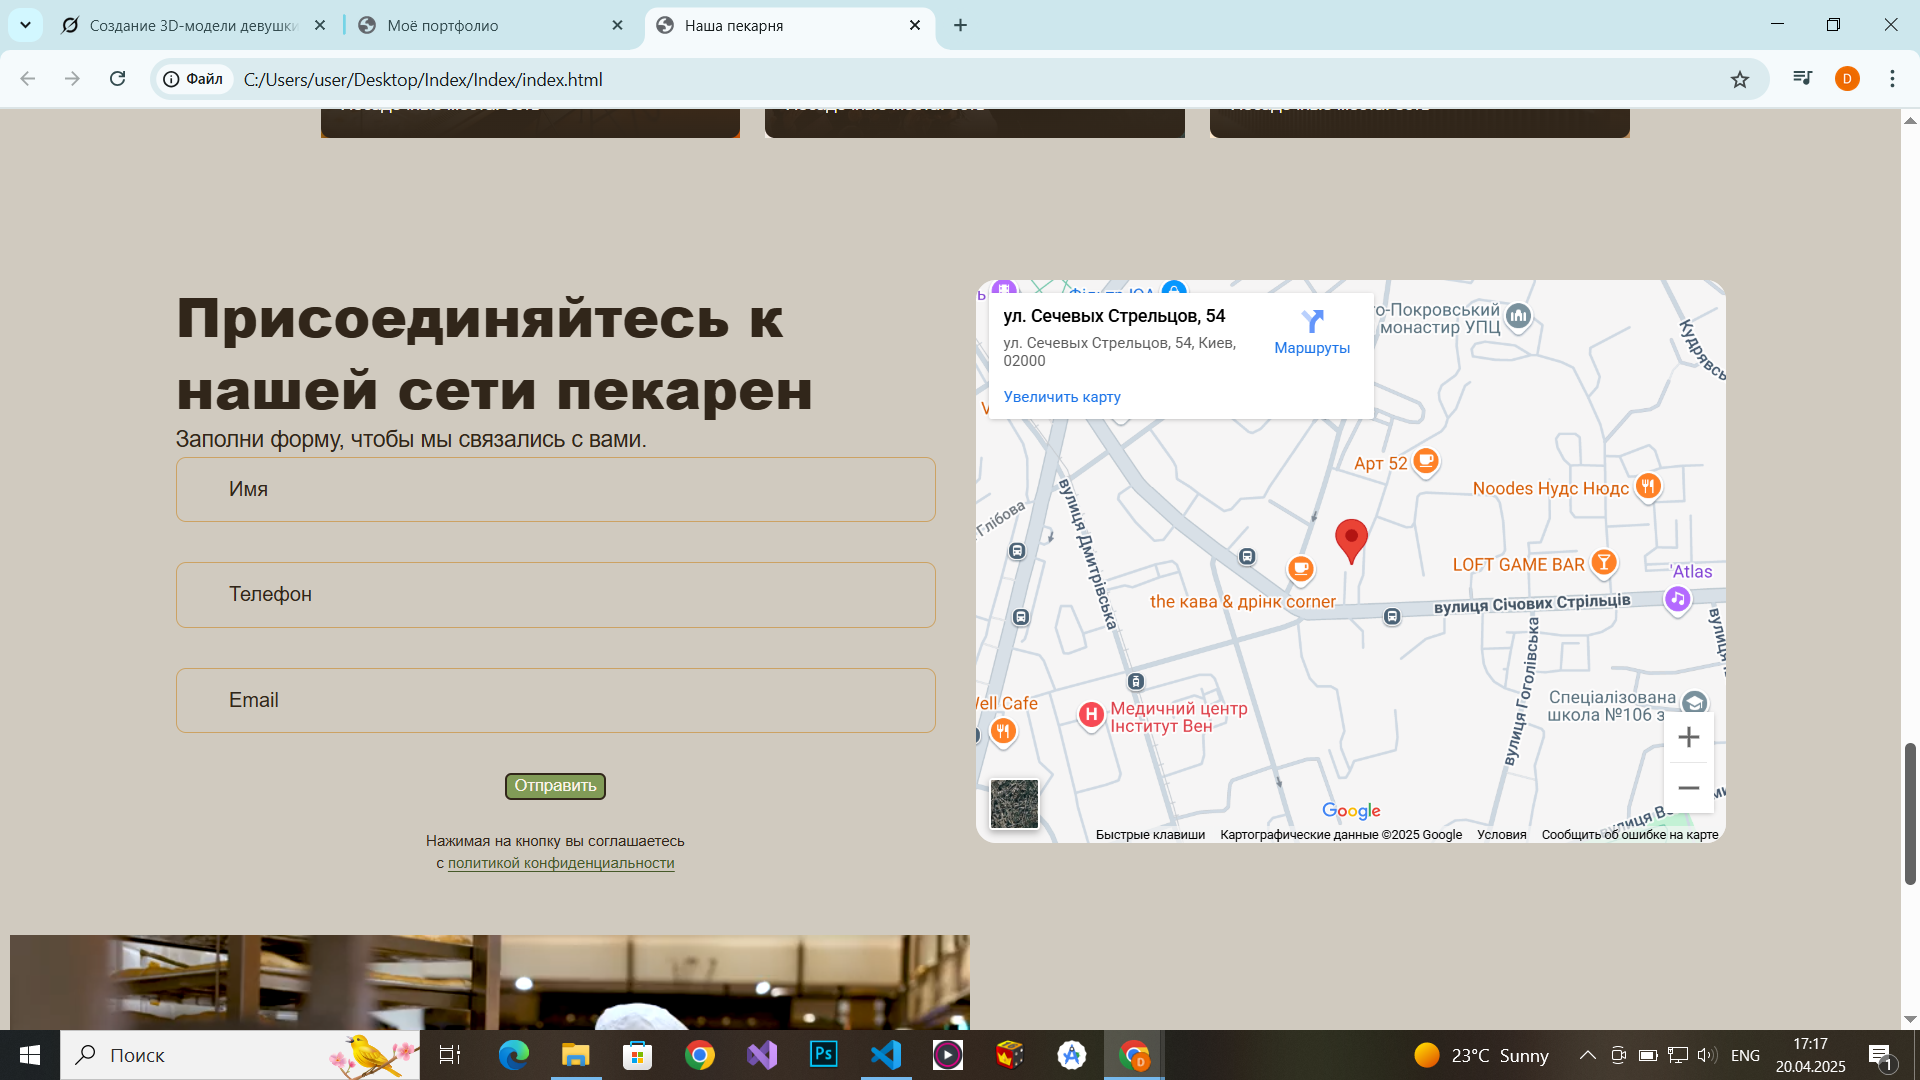 Создание 3D-модели девушки
Моё портфолио
Наша пекарня
Файл
C:/Users/user/Desktop/Index/Index/index.html
D
Присоединяйтесь к
нашей сети пекарен
Заполни форму, чтобы мы связались с вами.
Имя
Телефон
Email
Отправить
Нажимая на кнопку вы соглашаетесь
с политикой конфиденциальности
ул. Сечевых Стрельцов, 54
ул. Сечевых Стрельцов, 54, Киев,
02000
Маршруты
Увеличить карту
о-Покровський
монастир УПЦ
Кудрявсь
Арт 52
Noodes Нудс Нюдс
Глібова
вулиця Дмитрівська
LOFT GAME BAR
'Atlas
the кава & дрінк corner
вулиця Січових Стрільців
вулиця Гоголівська
вулиц
ell Cafe
Медичний центр
Інститут Вен
Спеціалізована
школа №106 з
Google
Быстрые клавиши
Картографические данные ©2025 Google
Условия
Сообщить об ошибке на карте
Поиск
Ps
D
23°C Sunny
ENG
17:17
20.04.2025
1